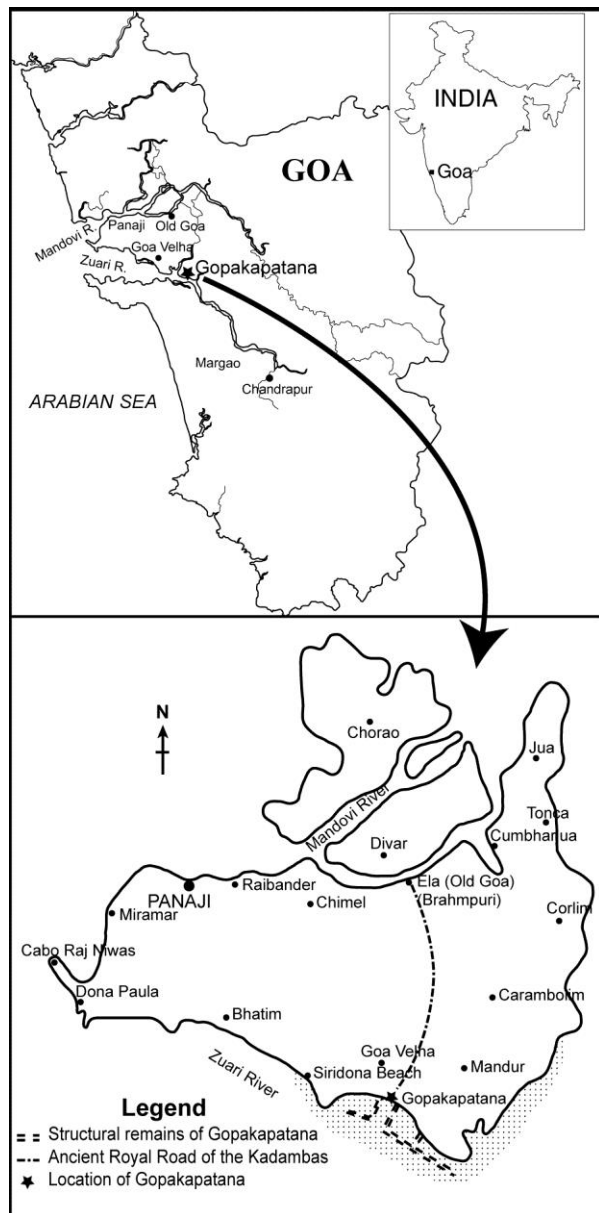 INDIA
Goa
GOA
Mandovi R.
Panaji
Old Goa
Goa Velha
Zuari R.
Gopakapatana
Margao
Chandrapur
ARABIAN SEA
N
Chorao
Jua
Mandovi River
Tonca
Divar
Cumbharjua
PANAJI
Raibander
Ela (Old Goa)
(Brahmpuri)
Chimel
Miramar
Corlim
Cabo Raj Niwas
Dona Paula
Carambolim
Bhatim
Goa Velha
Mandur
Zuari River
Siridona Beach
Gopakapatana
Legend
Structural remains of Gopakapatana
Ancient Royal Road of the Kadambas
Location of Gopakapatana